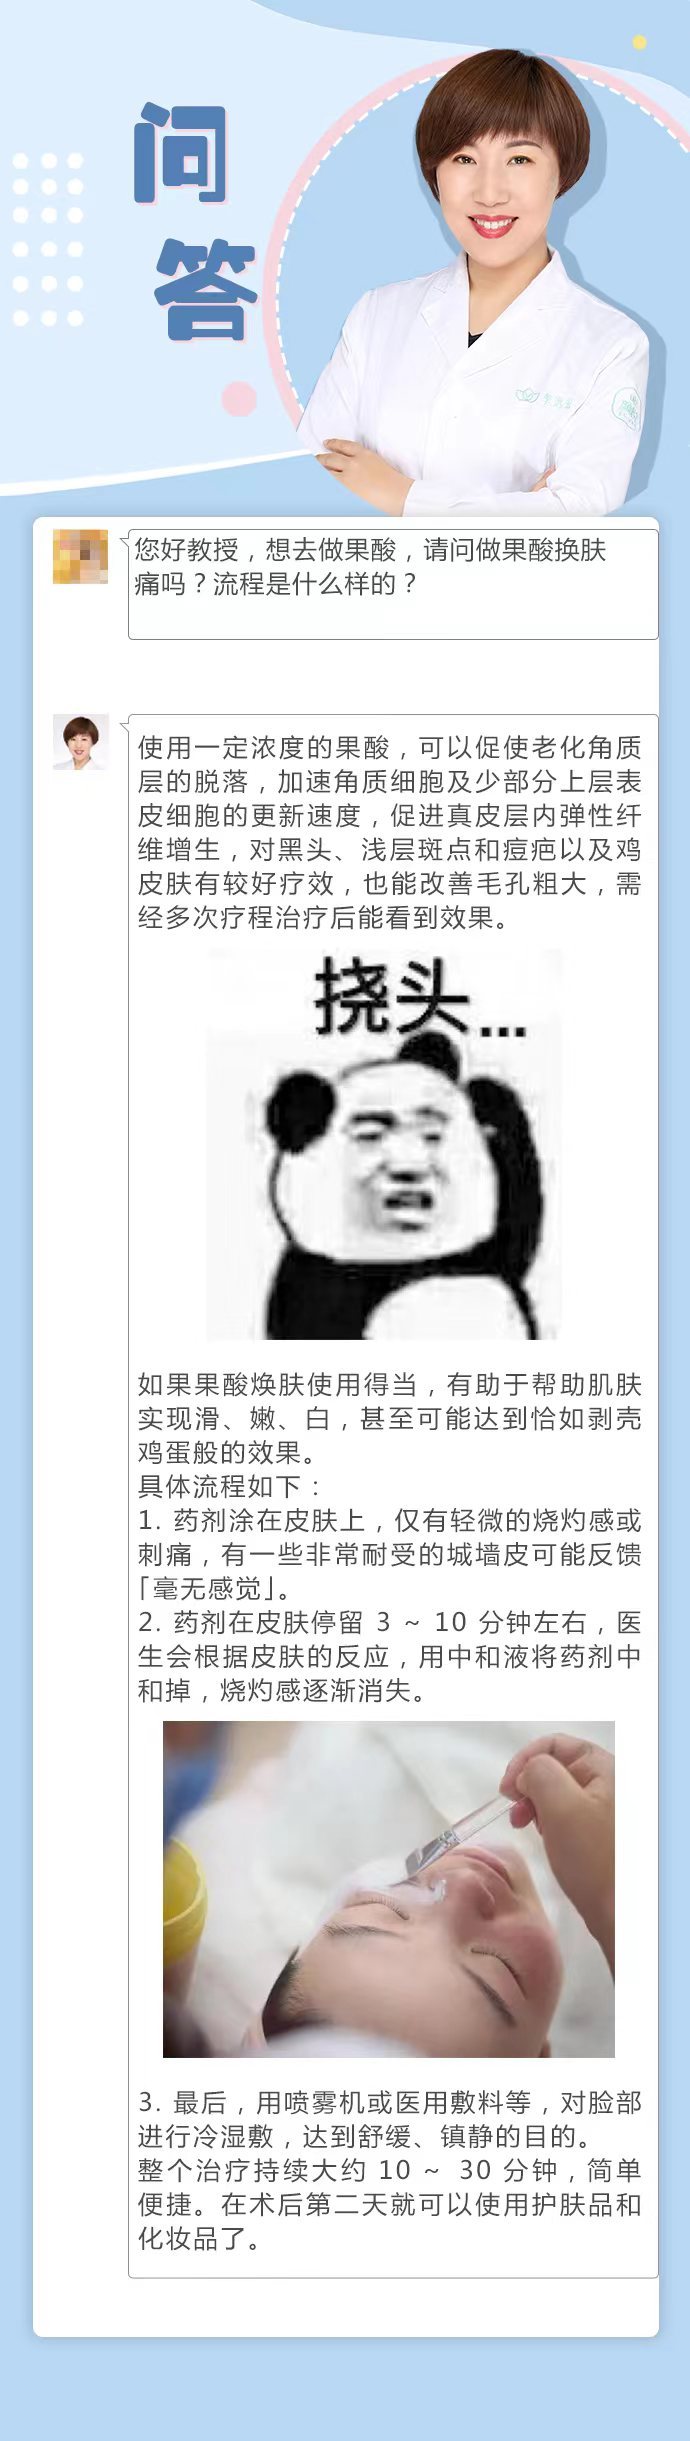 问
答
您好教授，想去做果酸，请问做果酸换肤
痛吗？流程是什么样的？
使用一定浓度的果酸，可以促使老化角质
层的脱落，加速角质细胞及少部分上层表
皮细胞的更新速度，促进真皮层内弹性纤
维增生，对黑头、浅层斑点和痘疤以及鸡
皮肤有较好疗效，也能改善毛孔粗大，需
经多次疗程治疗后能看到效果。
挠头...
如果果酸焕肤使用得当，有助于帮助肌肤
实现滑、嫩、白，甚至可能达到恰如剥壳
鸡蛋般的效果。
具体流程如下：
1. 药剂涂在皮肤上，仅有轻微的烧灼感或
刺痛，有一些非常耐受的城墙皮可能反馈
「毫无感觉」。
2. 药剂在皮肤停留 3 ~ 10 分钟左右，医
生会根据皮肤的反应，用中和液将药剂中
和掉，烧灼感逐渐消失。
3. 最后，用喷雾机或医用敷料等，对脸部
进行冷湿敷，达到舒缓、镇静的目的。
整个治疗持续大约 10 ~ 30 分钟，简单
便捷。在术后第二天就可以使用护肤品和
化妆品了。